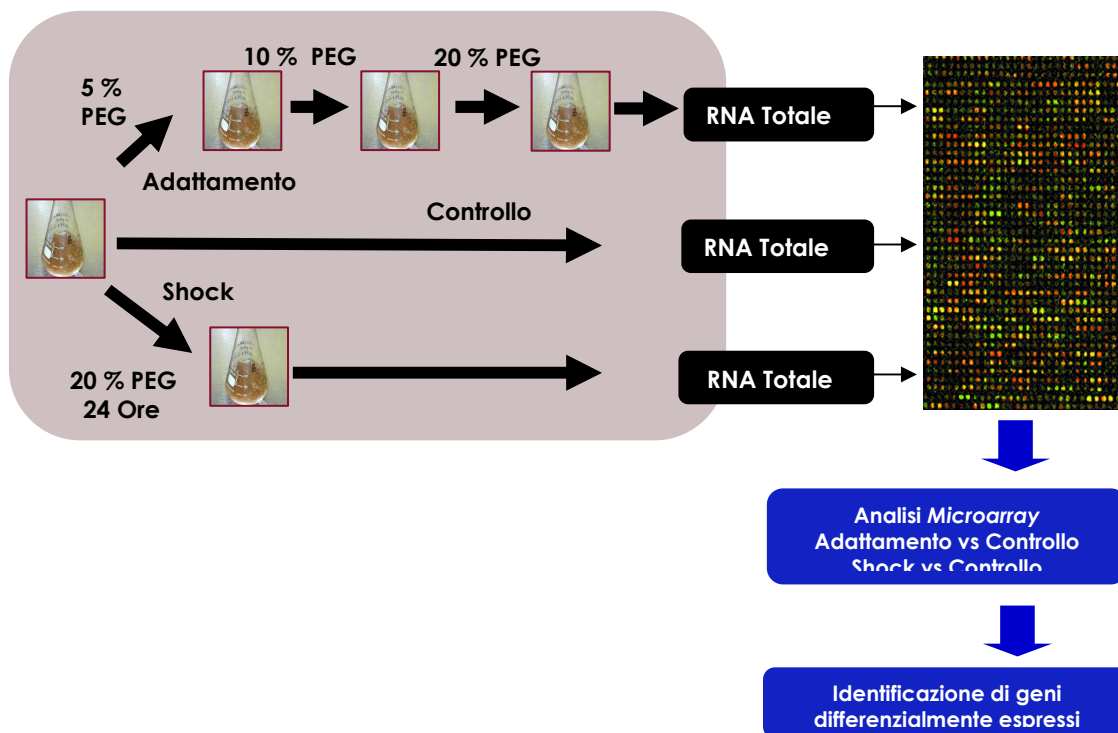 10 % PEG
20 % PEG
5 %
PEG
RNA Totale
Adattamento
Controllo
RNA Totale
Shock
20 % PEG
24 Ore
RNA Totale
Analisi Microarray
Adattamento vs Controllo
Shock vs Controllo
Identificazione di geni
differenzialmente espressi